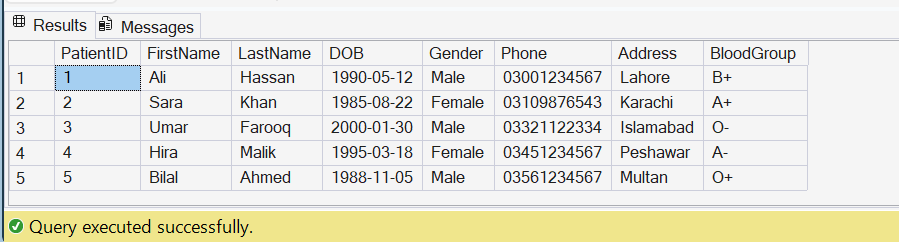 Results Messages
PatientID FirstName LastName DOB Gender Phone Address BloodGroup
1 1 Ali Hassan 1990-05-12 Male 03001234567 Lahore B+
2 2 Sara Khan 1985-08-22 Female 03109876543 Karachi A+
3 3 Umar Farooq 2000-01-30 Male 03321122334 Islamabad O-
4 4 Hira Malik 1995-03-18 Female 03451234567 Peshawar A-
5 5 Bilal Ahmed 1988-11-05 Male 03561234567 Multan O+
Query executed successfully.